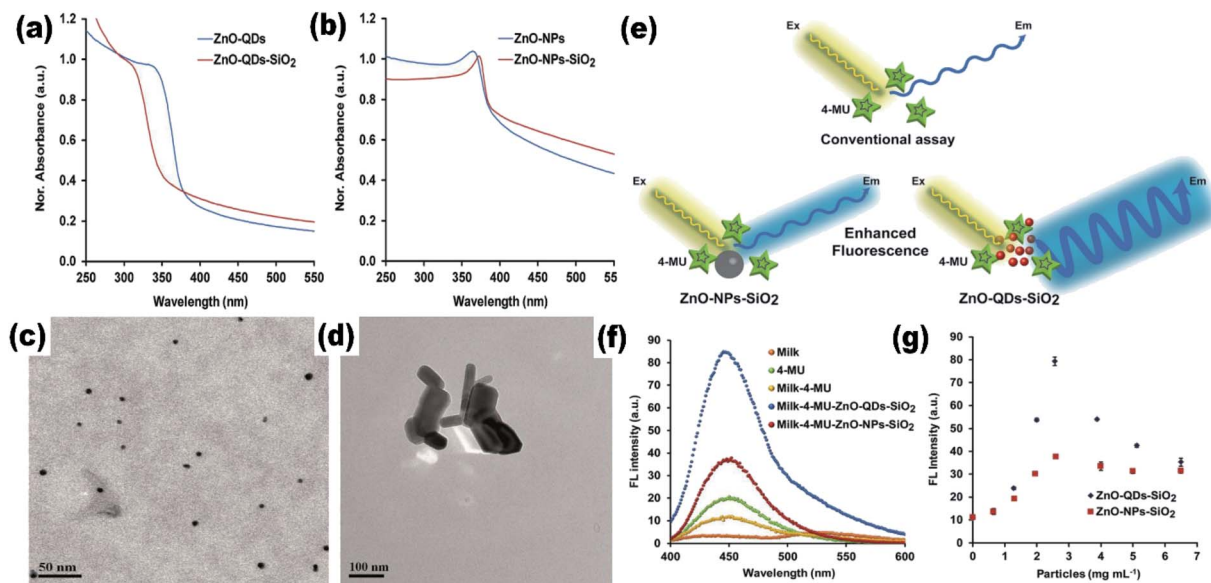 (a)
1.2
1.0
0.8
0.6
0.4
0.2
0.0
Nor. Absorbance (a.u.)
ZnO-QDs
ZnO-QDs-SiO2
250 300 350 400 450 500 550
Wavelength (nm)
(b)
1.2
1.0
0.8
0.6
0.4
0.2
0.0
Nor. Absorbance (a.u.)
ZnO-NPs
ZnO-NPs-SiO2
250 300 350 400 450 500 55
Wavelength (nm)
(e)
Ex
Em
4-MU
Conventional assay
Ex
Em
4-MU
ZnO-NPs-SiO2
Enhanced
Fluorescence
Ex
Em
4-MU
ZnO-QDs-SiO2
(c)
50 nm
(d)
100 nm
(f)
90
80
70
60
50
40
30
20
10
0
FL intensity (a.u.)
Milk
4-MU
Milk-4-MU
Milk-4-MU-ZnO-QDs-SiO2
Milk-4-MU-ZnO-NPs-SiO2
400 450 500 550 600
Wavelength (nm)
(g)
90
80
70
60
50
40
30
20
10
0
FL Intensity (a.u.)
ZnO-QDs-SiO2
ZnO-NPs-SiO2
0 1 2 3 4 5 6 7
Particles (mg mL-1)